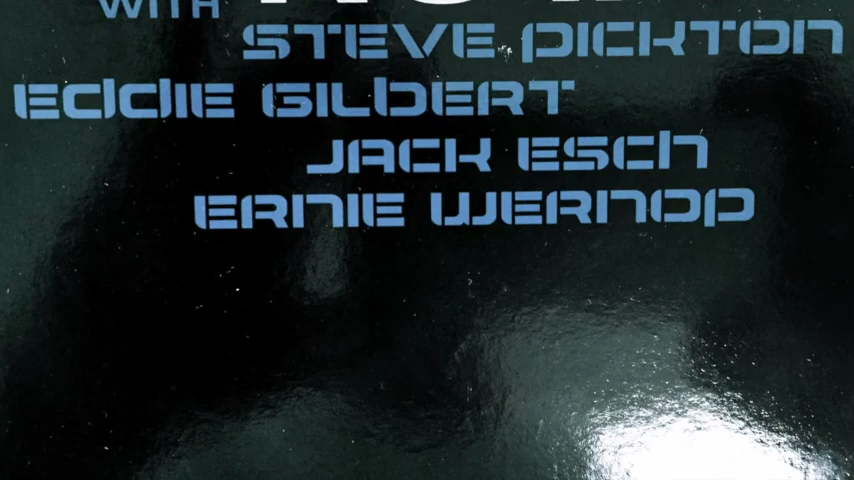 WITH
STEVE PICKTON
EDDIE GILBERT
JACK ESCH
ERNIE WERNOP